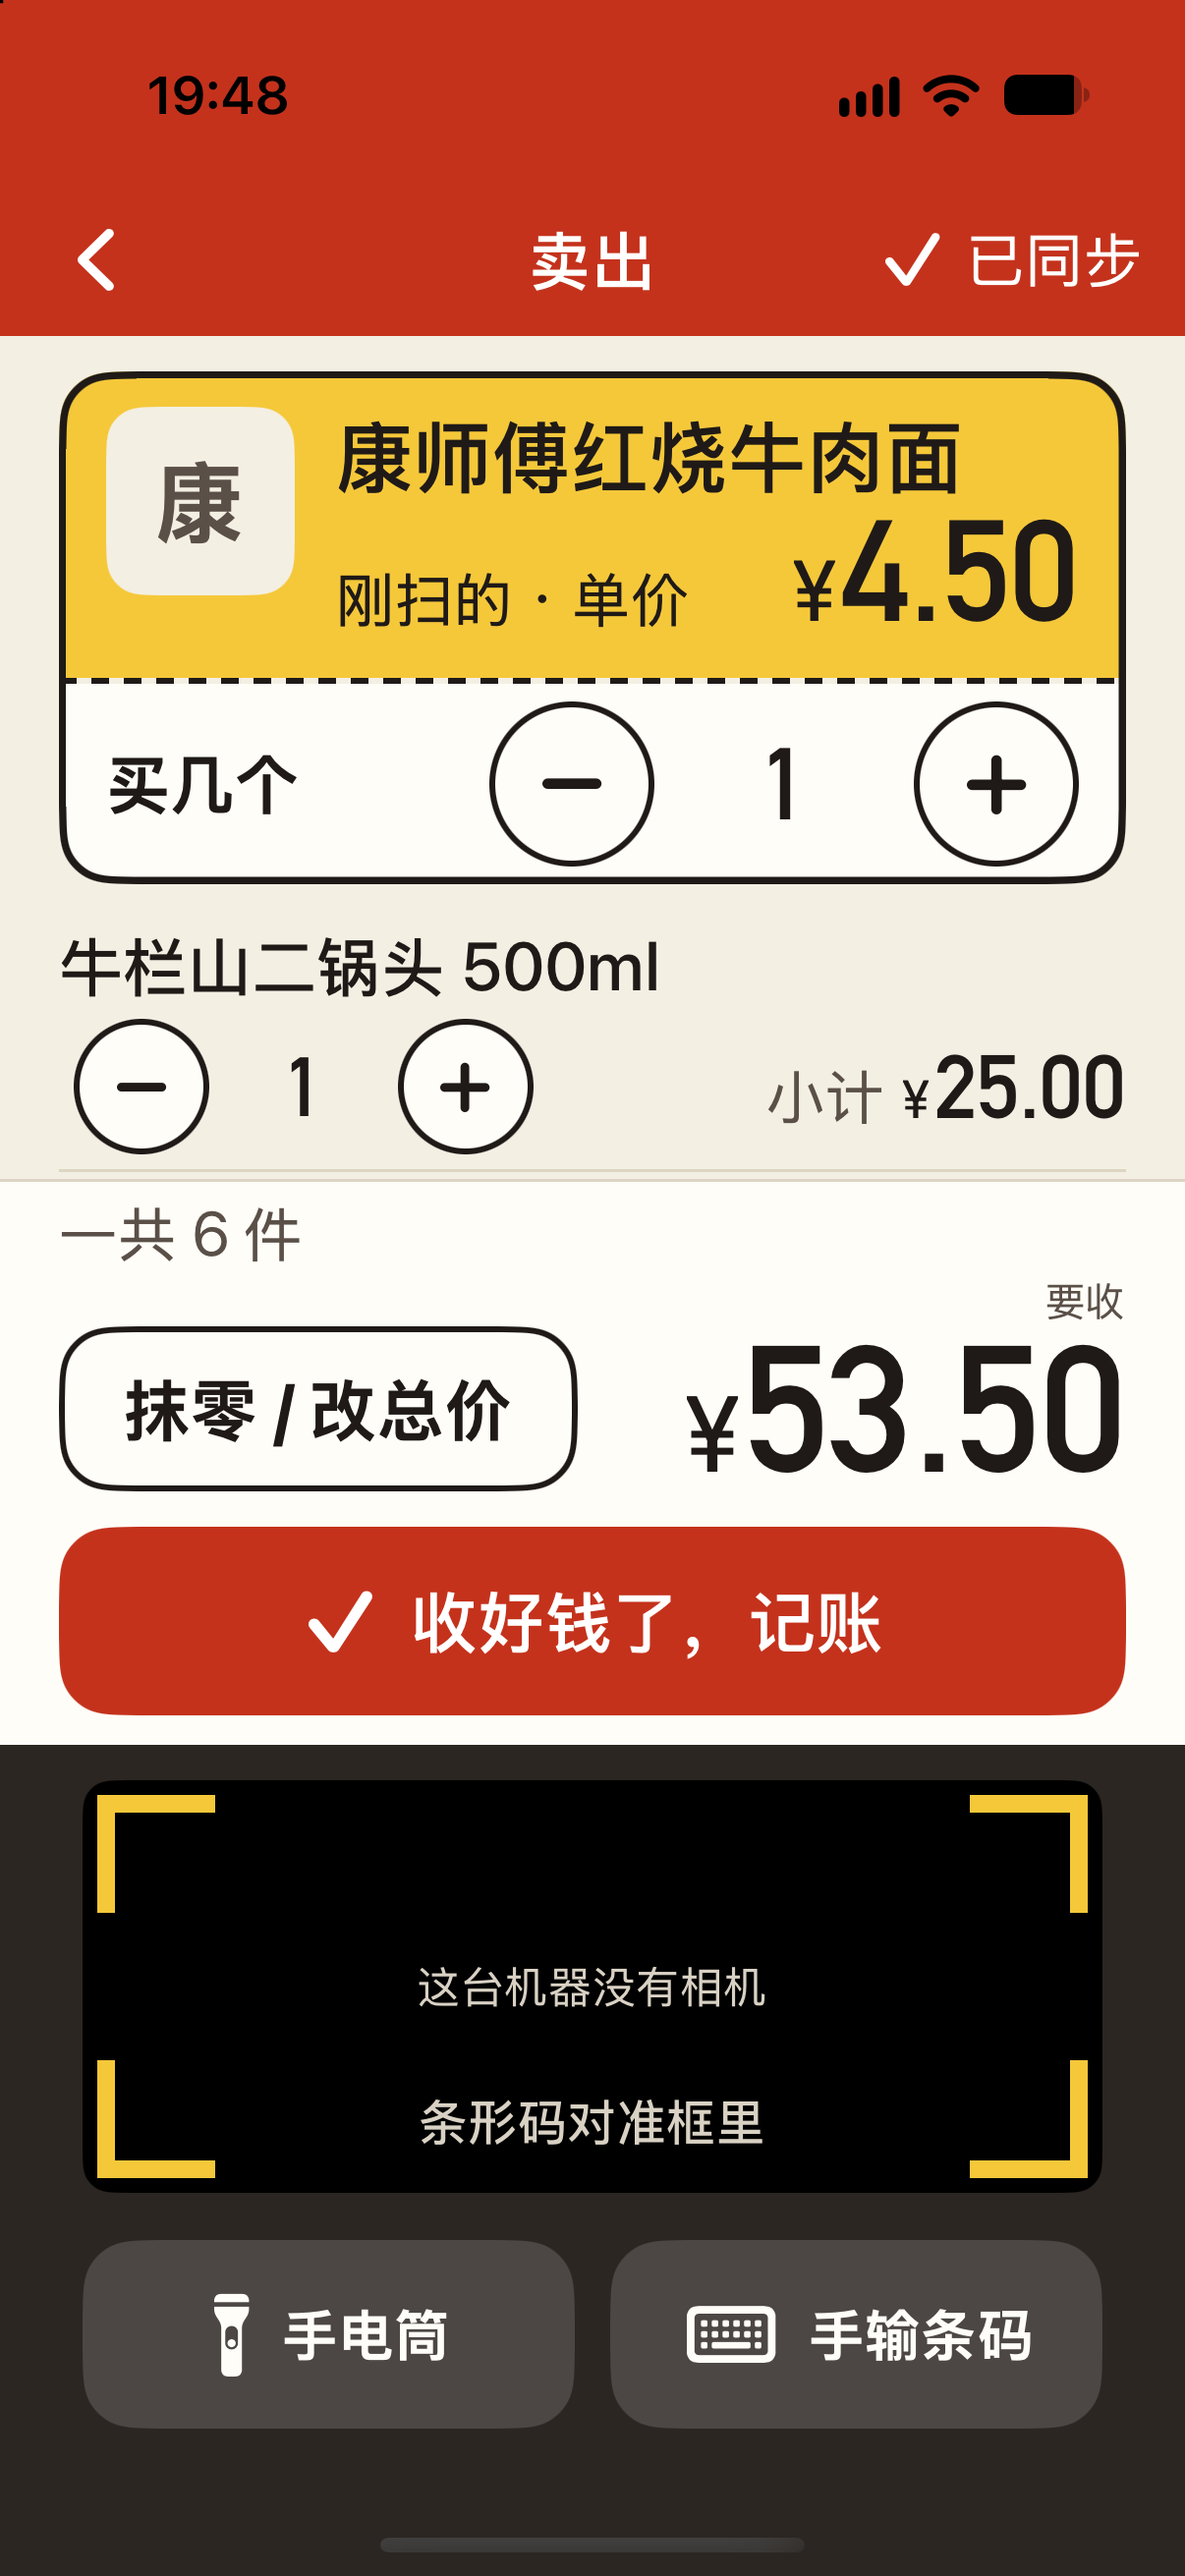 19:48
卖出
已同步
康
康师傅红烧牛肉面
刚扫的 · 单价
¥4.50
买几个
1
牛栏山二锅头 500ml
1
小计 ¥25.00
一共 6 件
要收
抹零 / 改总价
¥53.50
收好钱了，记账
这台机器没有相机
条形码对准框里
手电筒
手输条码